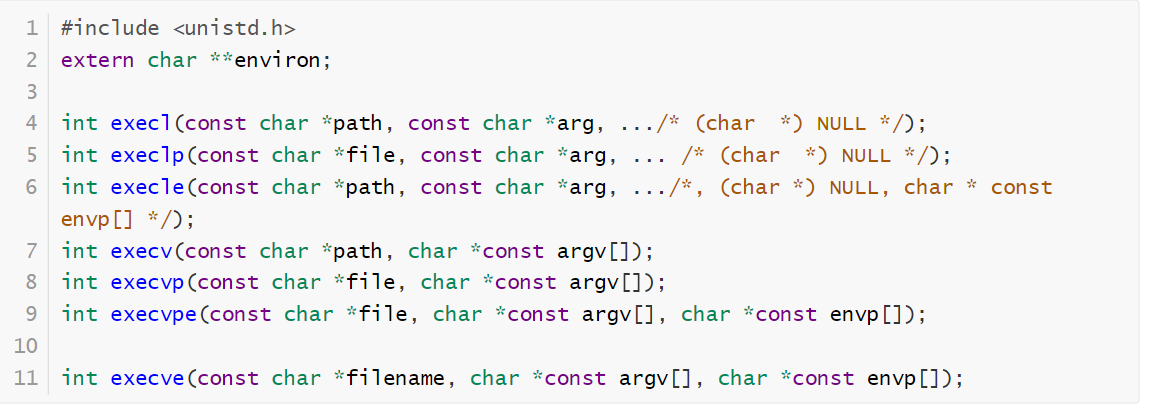 1 #include <unistd.h>
2 extern char **environ;
3
4 int execl(const char *path, const char *arg, .../* (char  *) NULL */);
5 int execlp(const char *file, const char *arg, ... /* (char  *) NULL */);
6 int execle(const char *path, const char *arg, .../*, (char *) NULL, char * const
envp[] */);
7 int execv(const char *path, char *const argv[]);
8 int execvp(const char *file, char *const argv[]);
9 int execvpe(const char *file, char *const argv[], char *const envp[]);
10
11 int execve(const char *filename, char *const argv[], char *const envp[]);